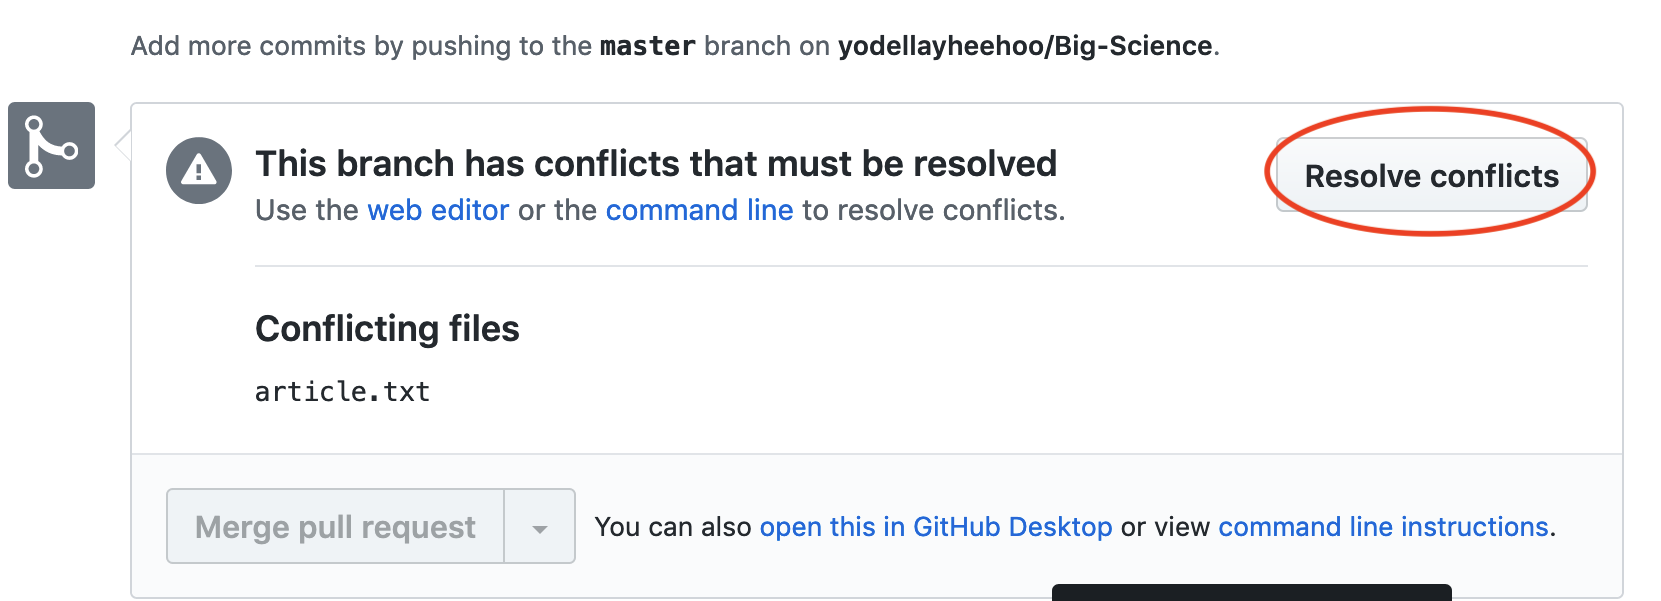 Add more commits by pushing to the master branch on yodellayheehoo/Big-Science.
This branch has conflicts that must be resolved
Resolve conflicts
Use the web editor or the command line to resolve conflicts.
Conflicting files
article.txt
Merge pull request
You can also open this in GitHub Desktop or view command line instructions.